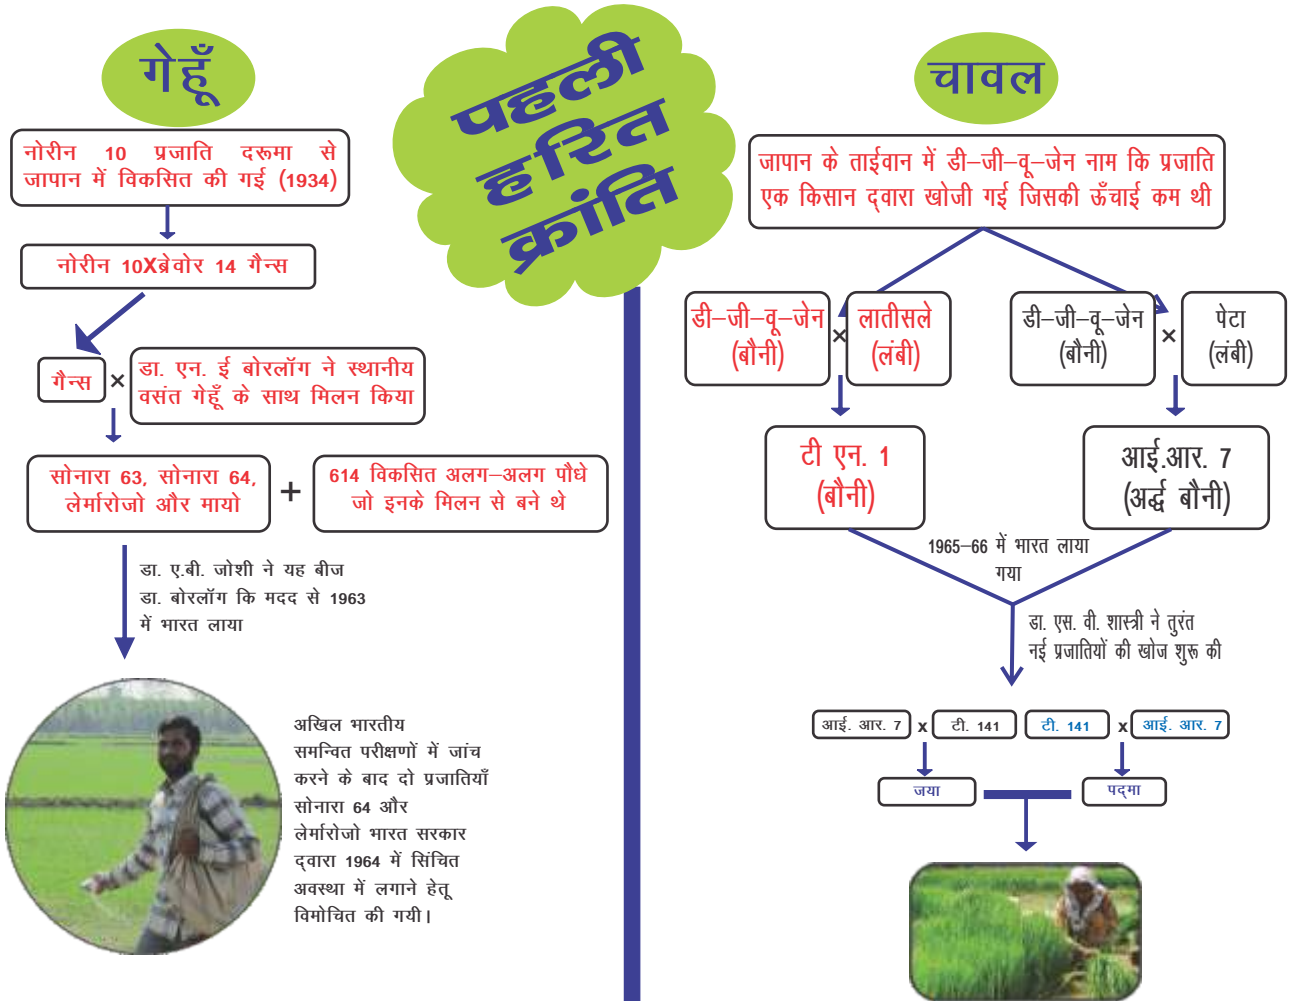 पहली
हरित
क्रांति
गेहूँ
नोरीन 10 प्रजाति दरूमा से
जापान में विकसित की गई (1934)
नोरीन 10Xब्रेवोर 14 गैन्स
गैन्स × डा. एन. ई बोरलॉग ने स्थानीय
वसंत गेहूँ के साथ मिलन किया
सोनारा 63, सोनारा 64,
लेर्मारोजो और मायो
+
614 विकसित अलग–अलग पौधे
जो इनके मिलन से बने थे
डा. ए.बी. जोशी ने यह बीज
डा. बोरलॉग कि मदद से 1963
में भारत लाया
अखिल भारतीय
समन्वित परीक्षणों में जांच
करने के बाद दो प्रजातियाँ
सोनारा 64 और
लेर्मारोजो भारत सरकार
द्वारा 1964 में सिंचित
अवस्था में लगाने हेतू
विमोचित की गयी।
चावल
जापान के ताईवान में डी–जी–वू–जेन नाम कि प्रजाति
एक किसान द्वारा खोजी गई जिसकी ऊँचाई कम थी
डी–जी–वू–जेन
(बौनी)
×
लातीसले
(लंबी)
डी–जी–वू–जेन
(बौनी)
×
पेटा
(लंबी)
टी एन. 1
(बौनी)
आई.आर. 7
(अर्द्ध बौनी)
1965–66 में भारत लाया
गया
डा. एस. वी. शास्त्री ने तुरंत
नई प्रजातियों की खोज शुरू की
आई. आर. 7 x टी. 141
टी. 141 x आई. आर. 7
जया
पद्मा